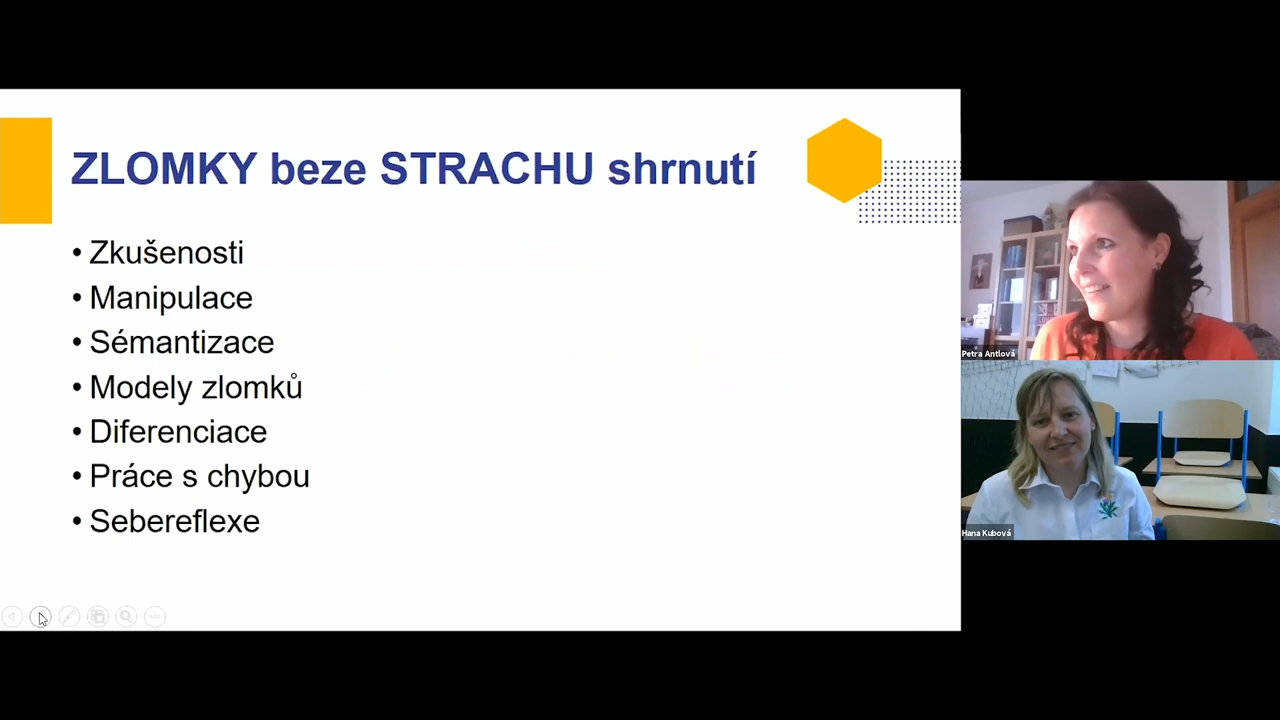 ZLOMKY beze STRACHU shrnutí
• Zkušenosti
• Manipulace
• Sémantizace
• Modely zlomků
• Diferenciace
• Práce s chybou
• Sebereflexe
Petra Antlová
Hana Kubová